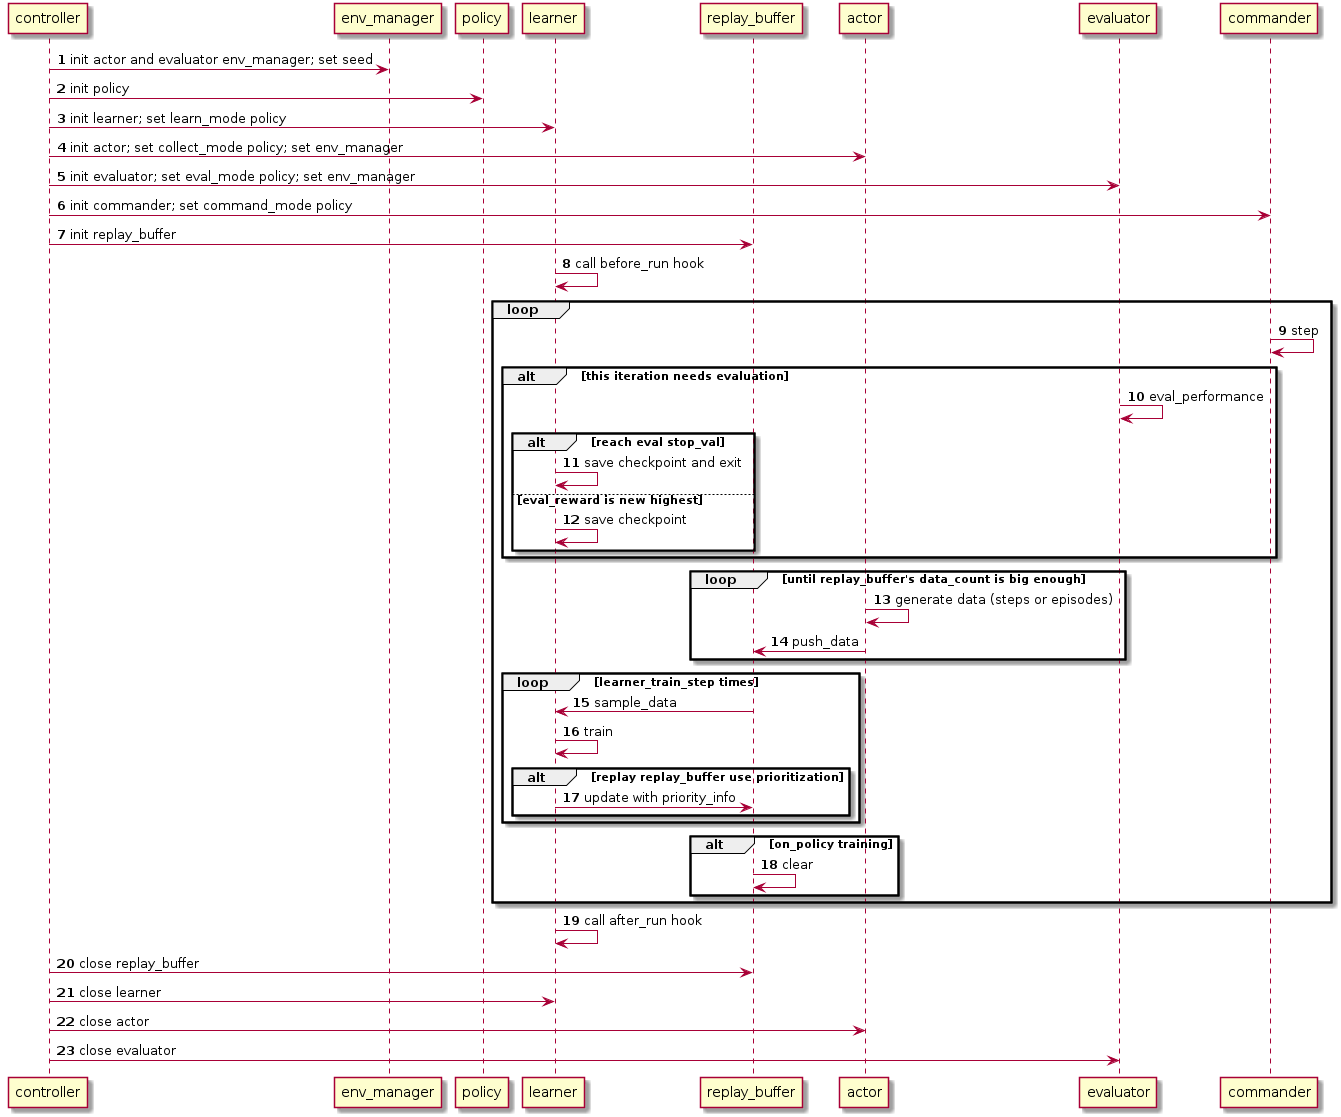 controller env_manager policy learner replay_buffer actor evaluator commander
1 init actor and evaluator env_manager; set seed
2 init policy
3 init learner; set learn_mode policy
4 init actor; set collect_mode policy; set env_manager
5 init evaluator; set eval_mode policy; set env_manager
6 init commander; set command_mode policy
7 init replay_buffer
8 call before_run hook
loop
9 step
alt [this iteration needs evaluation]
10 eval_performance
alt [reach eval stop_val]
11 save checkpoint and exit
[eval_reward is new highest]
12 save checkpoint
loop [until replay_buffer's data_count is big enough]
13 generate data (steps or episodes)
14 push_data
loop [learner_train_step times]
15 sample_data
16 train
alt [replay replay_buffer use prioritization]
17 update with priority_info
alt [on_policy training]
18 clear
19 call after_run hook
20 close replay_buffer
21 close learner
22 close actor
23 close evaluator
controller env_manager policy learner replay_buffer actor evaluator commander